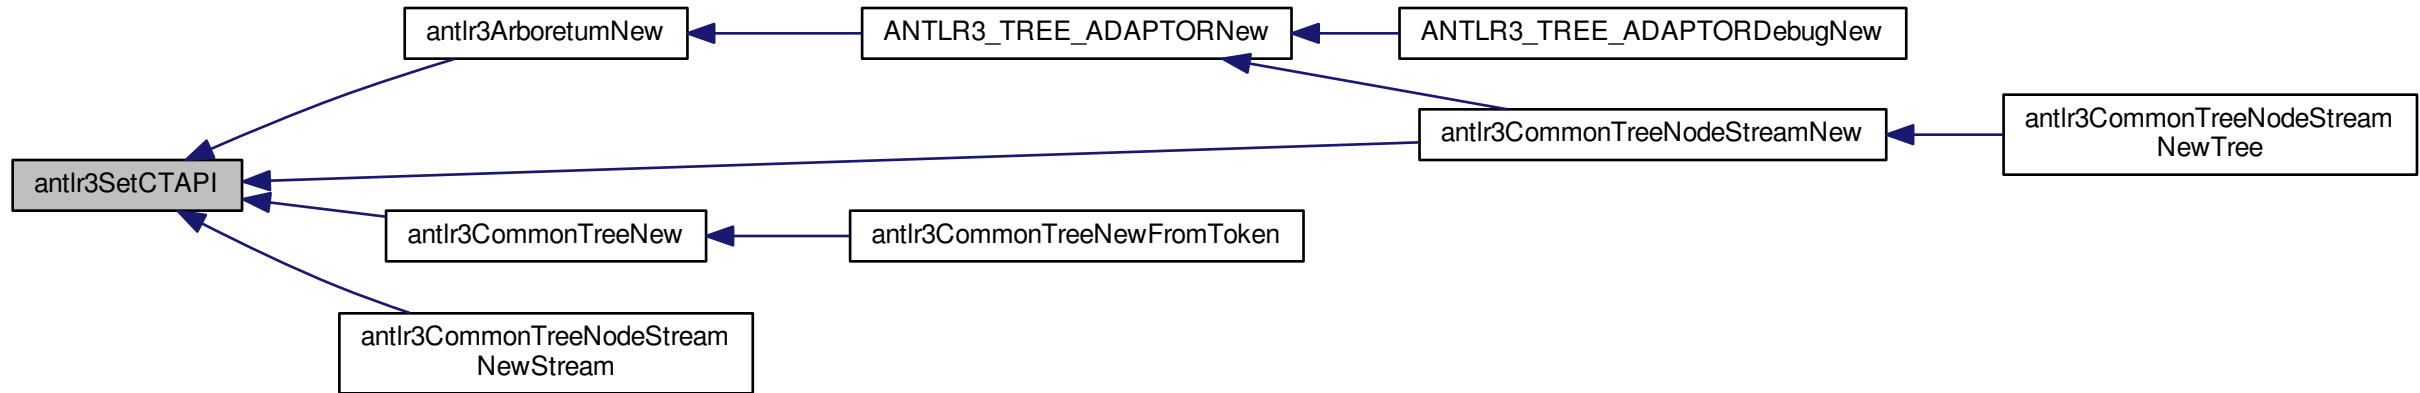 antlr3ArboretumNew
ANTLR3_TREE_ADAPTORNew
ANTLR3_TREE_ADAPTORDebugNew
antlr3CommonTreeNodeStreamNew
antlr3CommonTreeNodeStream
NewTree
antlr3SetCTAPI
antlr3CommonTreeNew
antlr3CommonTreeNewFromToken
antlr3CommonTreeNodeStream
NewStream